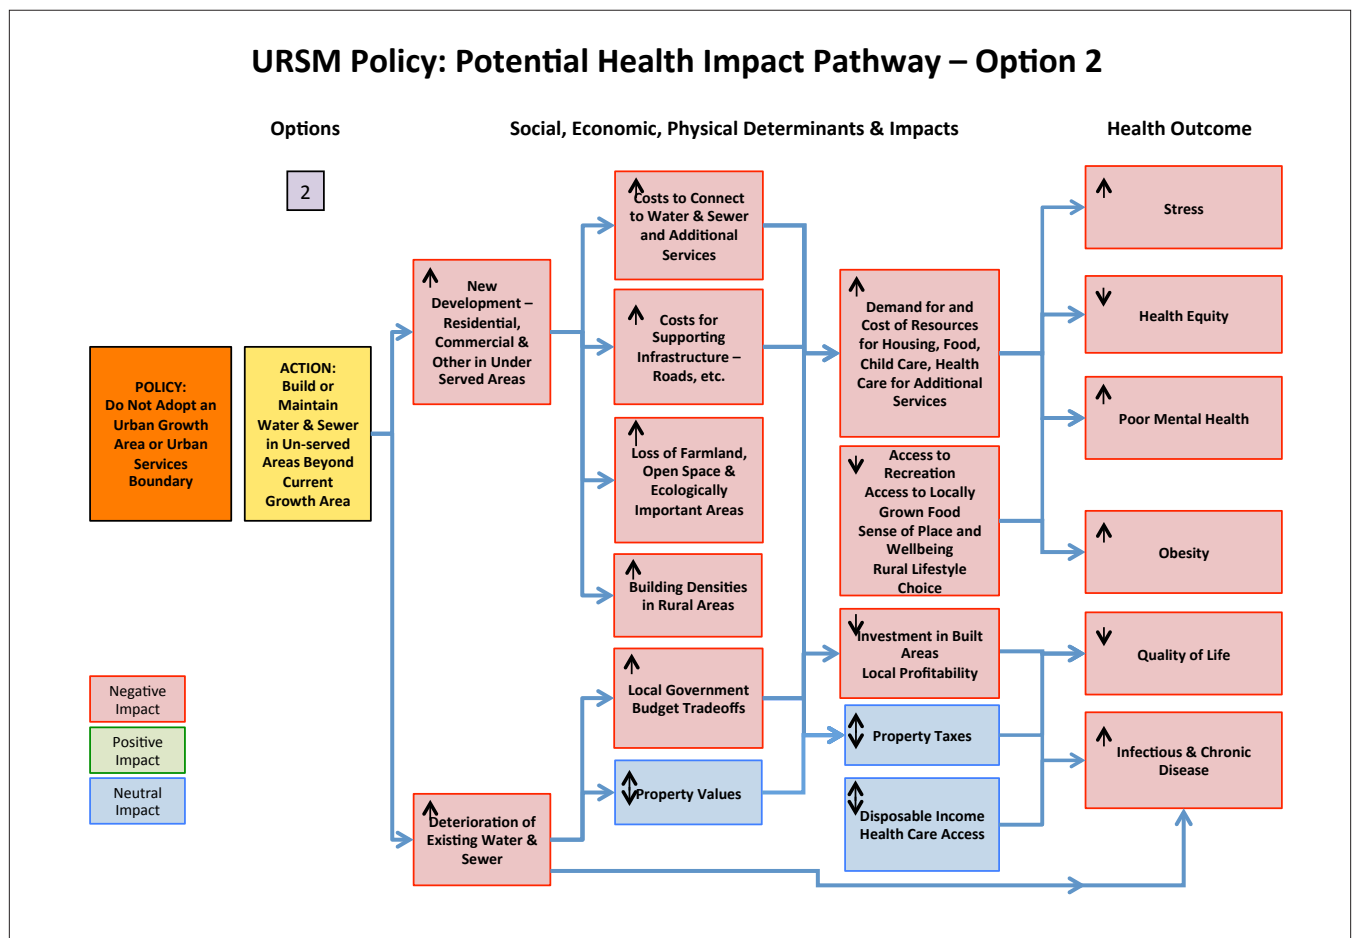 URSM Policy: Potential Health Impact Pathway – Option 2
Options
Social, Economic, Physical Determinants & Impacts
Health Outcome
2
POLICY:
Do Not Adopt an
Urban Growth
Area or Urban
Services
Boundary
ACTION:
Build or
Maintain
Water & Sewer
in Un-served
Areas Beyond
Current
Growth Area
New
Development –
Residential,
Commercial &
Other in Under
Served Areas
Deterioration of
Existing Water &
Sewer
Costs to Connect
to Water & Sewer
and Additional
Services
Costs for
Supporting
Infrastructure –
Roads, etc.
Loss of Farmland,
Open Space &
Ecologically
Important Areas
Building Densities
in Rural Areas
Local Government
Budget Tradeoffs
Property Values
Demand for and
Cost of Resources
for Housing, Food,
Child Care, Health
Care for Additional
Services
Access to
Recreation
Access to Locally
Grown Food
Sense of Place and
Wellbeing
Rural Lifestyle
Choice
Investment in Built
Areas
Local Profitability
Property Taxes
Disposable Income
Health Care Access
Stress
Health Equity
Poor Mental Health
Obesity
Quality of Life
Infectious & Chronic
Disease
Negative
Impact
Positive
Impact
Neutral
Impact